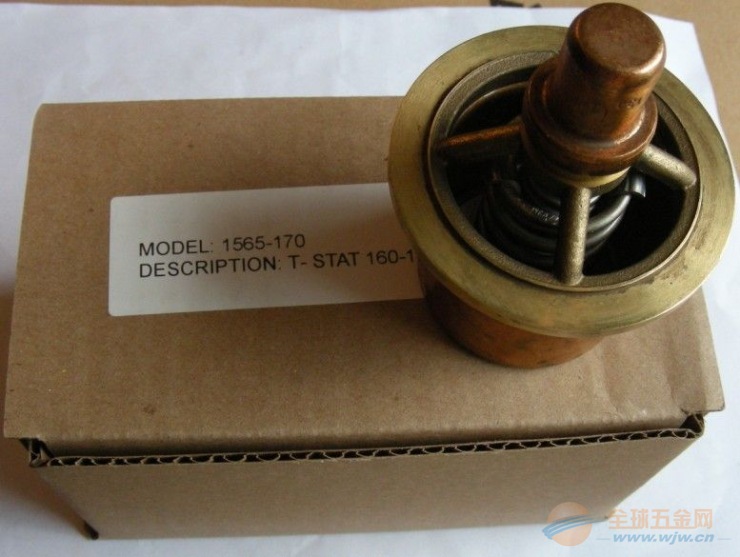 MODEL: 1565-170
DESCRIPTION: T- STAT 160-1
全球五金网
www.wjw.cn